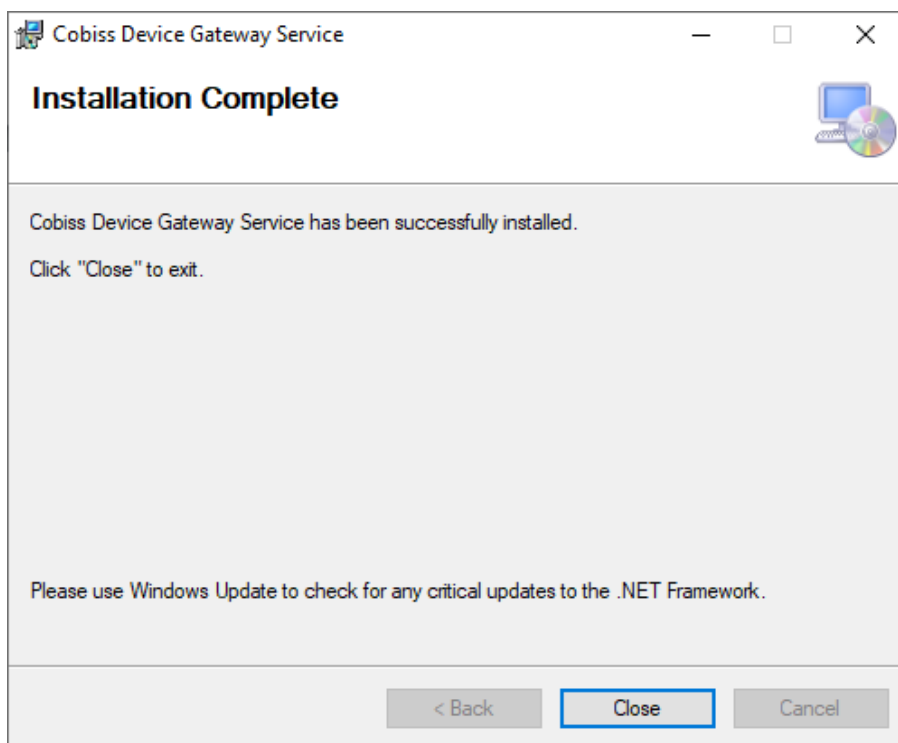 Cobiss Device Gateway Service
Installation Complete
Cobiss Device Gateway Service has been successfully installed.
Click "Close" to exit.
Please use Windows Update to check for any critical updates to the .NET Framework.
< Back
Close
Cancel